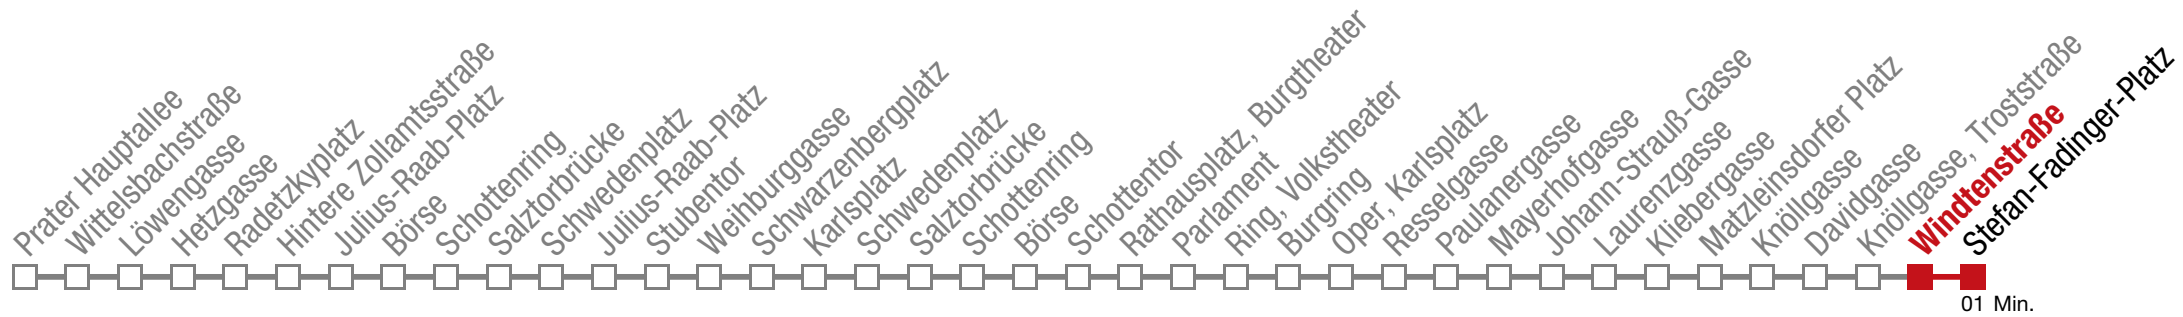 Prater Hauptallee
Wittelsbachstraße
Löwengasse
Hetzgasse
Radetzkyplatz
Hintere Zollamtsstraße
Julius-Raab-Platz
Börse
Schottenring
Salztorbrücke
Schwedenplatz
Julius-Raab-Platz
Stubentor
Weihburggasse
Schwarzenbergplatz
Karlsplatz
Schwedenplatz
Salztorbrücke
Schottenring
Börse
Schottentor
Rathausplatz, Burgtheater
Parlament
Ring, Volkstheater
Burgring
Oper, Karlsplatz
Resselgasse
Paulanergasse
Mayerhofgasse
Johann-Strauß-Gasse
Laurenzgasse
Kliebergasse
Matzleinsdorfer Platz
Knöllgasse
Davidgasse
Knöllgasse, Troststraße
Windtenstraße
Stefan-Fadinger-Platz
01 Min.